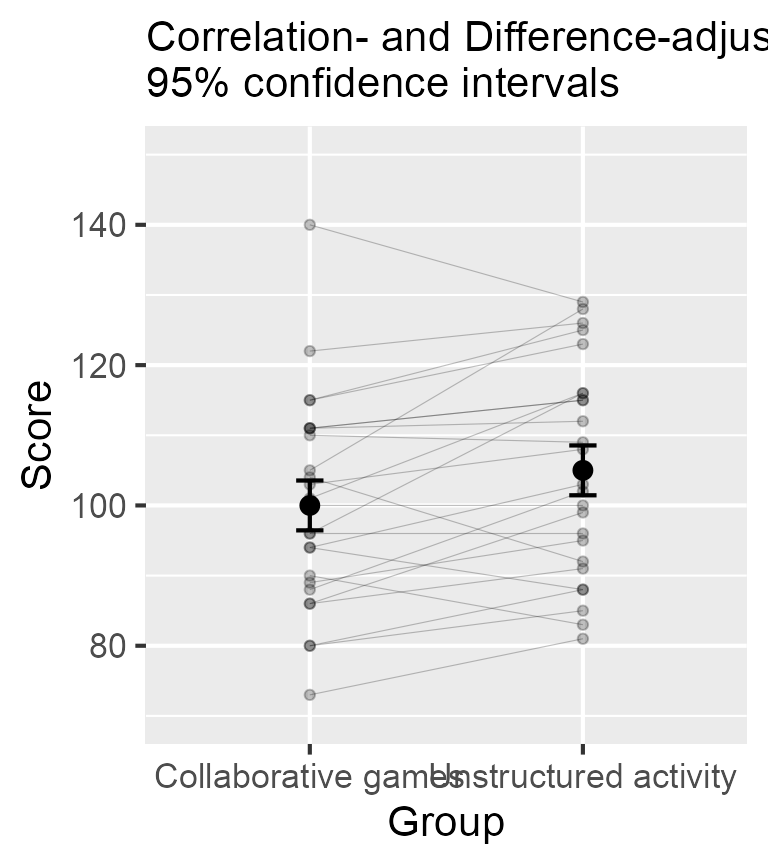 Correlation- and Difference-adjus
95% confidence intervals
140
120
100
80
Score
Collaborative games
Unstructured activity
Group